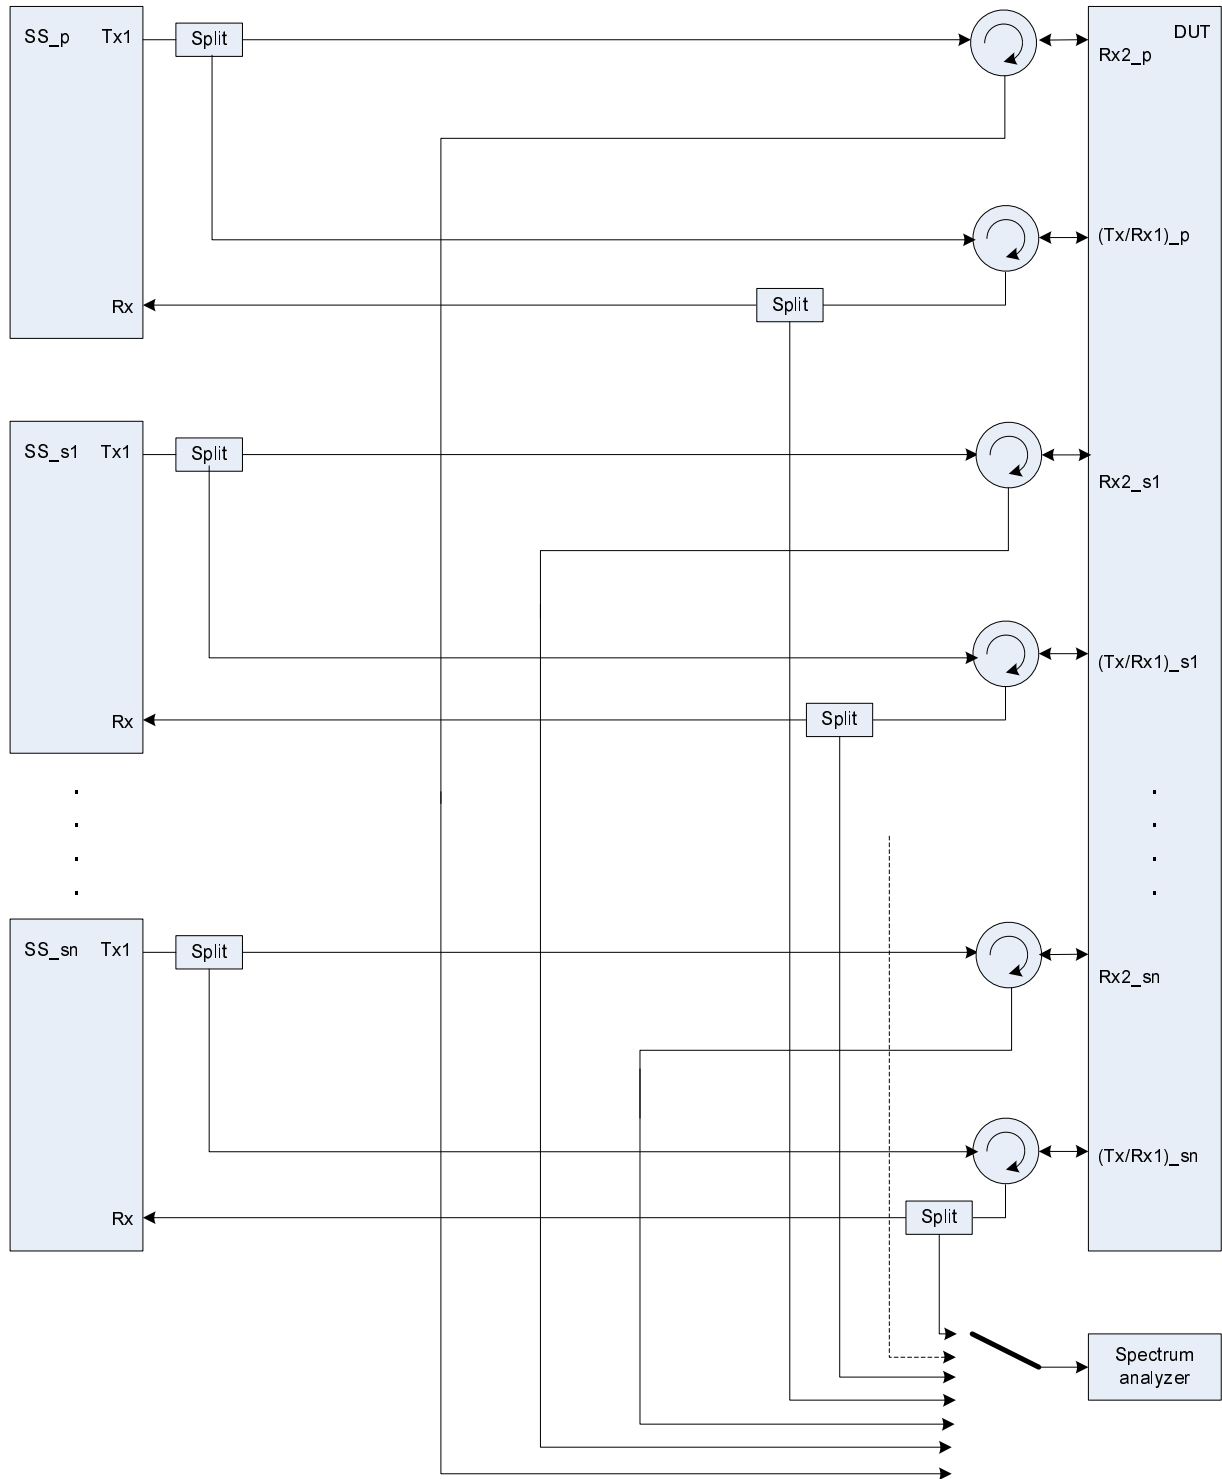 SS_p Tx1 Split DUT
Rx2_p
(Tx/Rx1)_p
Rx Split
SS_s1 Tx1 Split
Rx2_s1
(Tx/Rx1)_s1
Rx Split
SS_sn Tx1 Split
Rx2_sn
(Tx/Rx1)_sn
Rx Split
Spectrum
analyzer